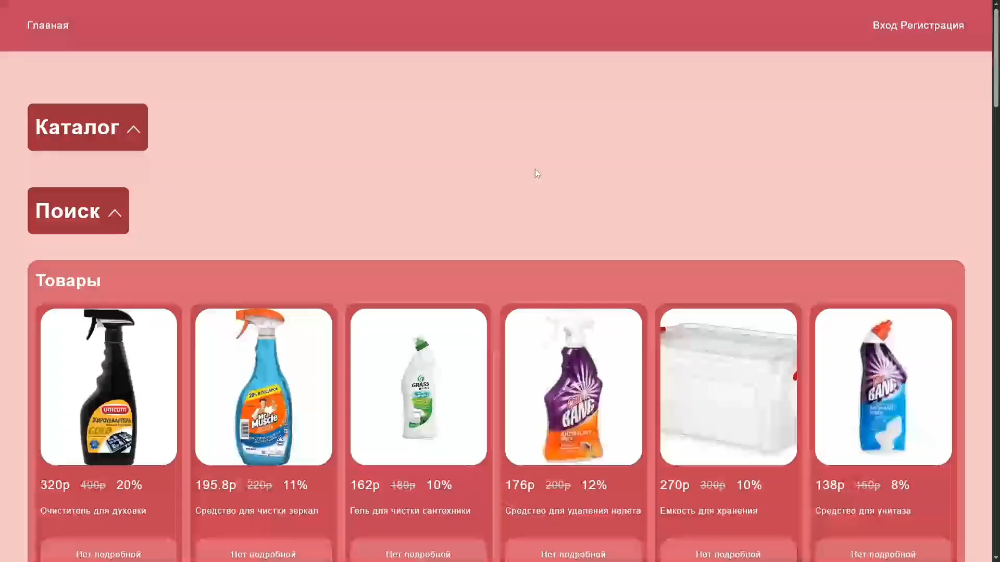 Главная
Вход Регистрация
Каталог
Поиск
Товары
unicum
ЖИРОУДАЛИТЕЛЬ
GOLD
20% В ПОДАРОК
Mr. Muscle
GRASS
BANG
BANG
320р 400р 20%
195.8р 220р 11%
162р 180р 10%
176р 200р 12%
270р 300р 10%
138р 150р 8%
Очиститель для духовки
Средство для чистки зеркал
Гель для чистки сантехники
Средство для удаления налета
Емкость для хранения
Средство для унитаза
Нет подробной
Нет подробной
Нет подробной
Нет подробной
Нет подробной
Нет подробной